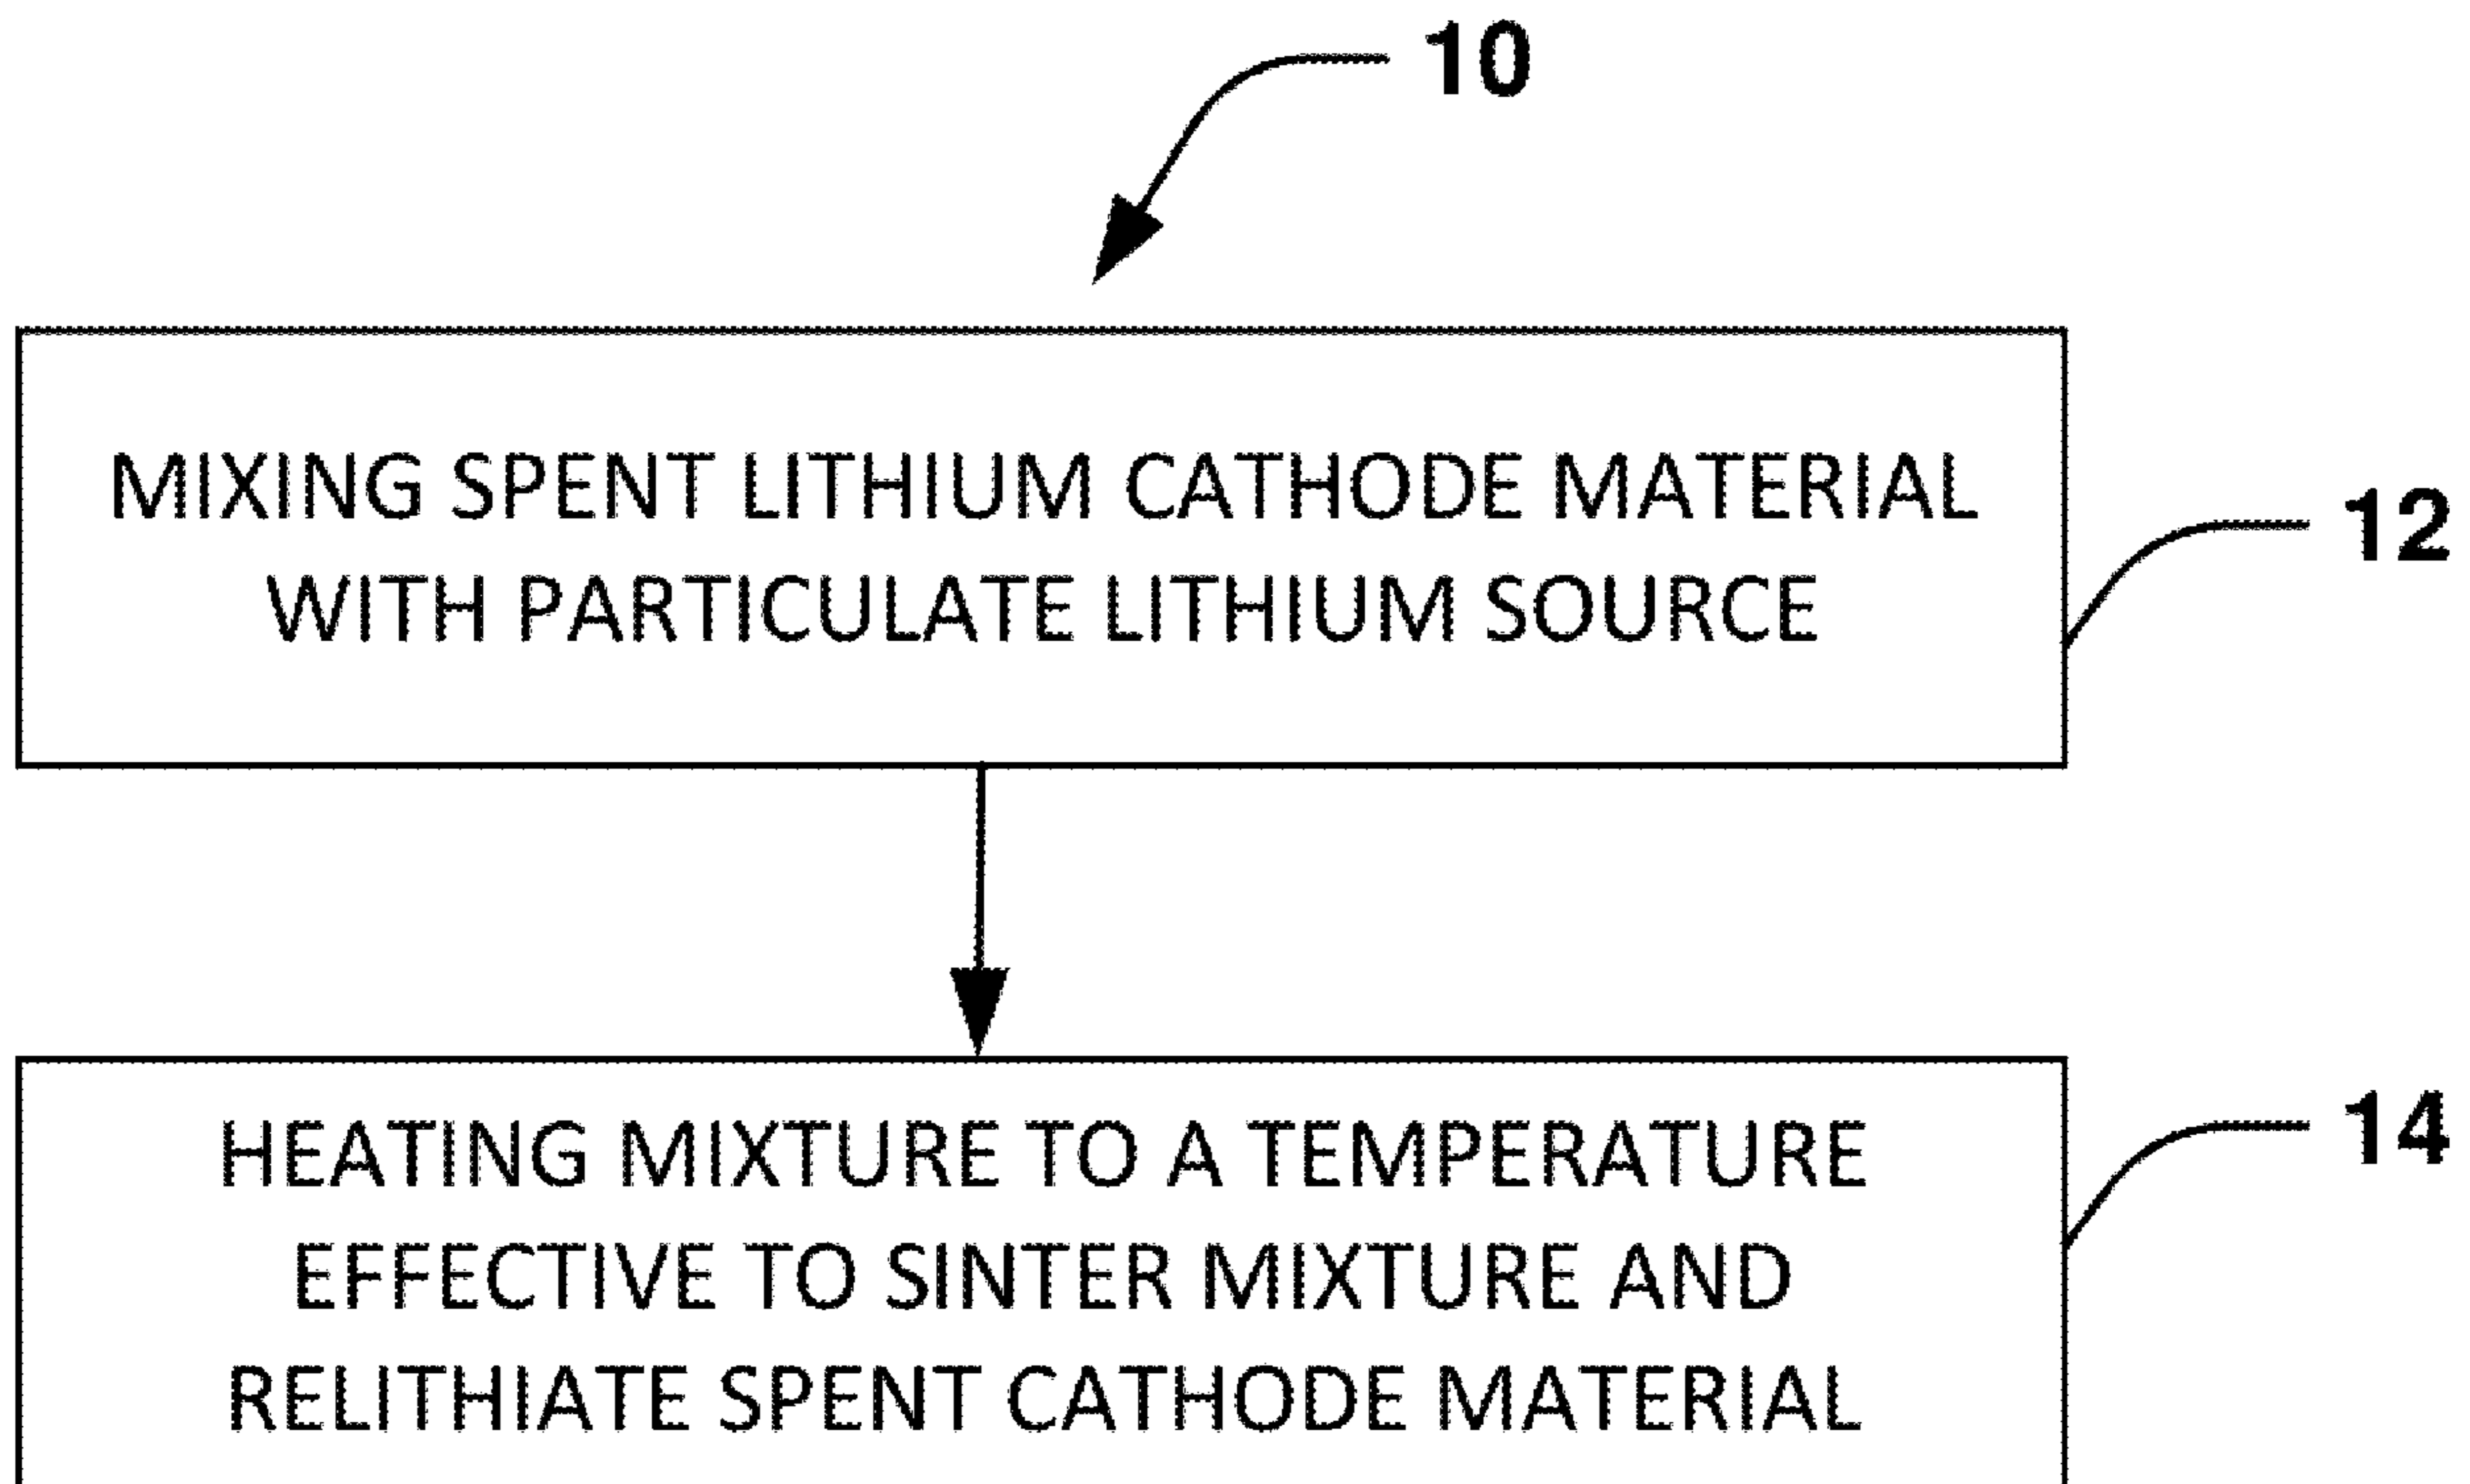 10
MIXING SPENT LITHIUM CATHODE MATERIAL
WITH PARTICULATE LITHIUM SOURCE
12
HEATING MIXTURE TO A TEMPERATURE
EFFECTIVE TO SINTER MIXTURE AND
RELITHIATE SPENT CATHODE MATERIAL
14